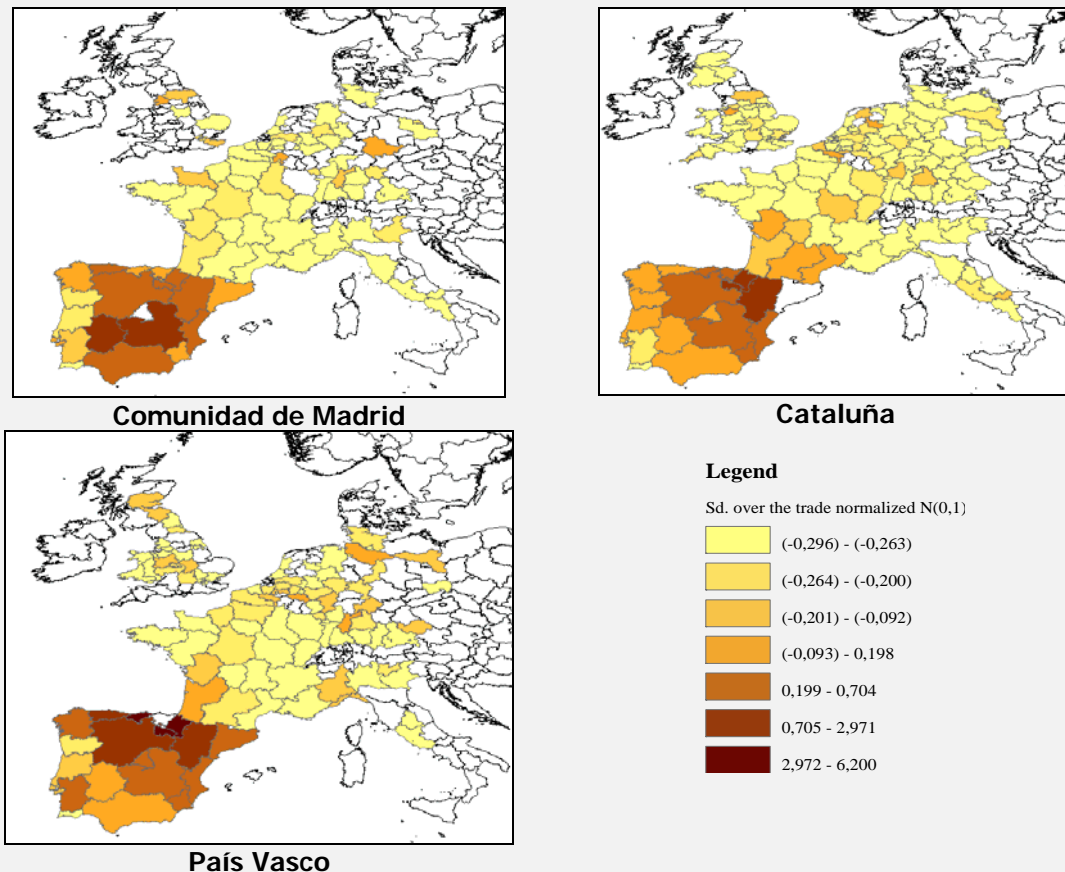 Comunidad de Madrid
Cataluña
País Vasco
Legend
Sd. over the trade normalized N(0,1)
(-0,296) - (-0,263)
(-0,264) - (-0,200)
(-0,201) - (-0,092)
(-0,093) - 0,198
0,199 - 0,704
0,705 - 2,971
2,972 - 6,200